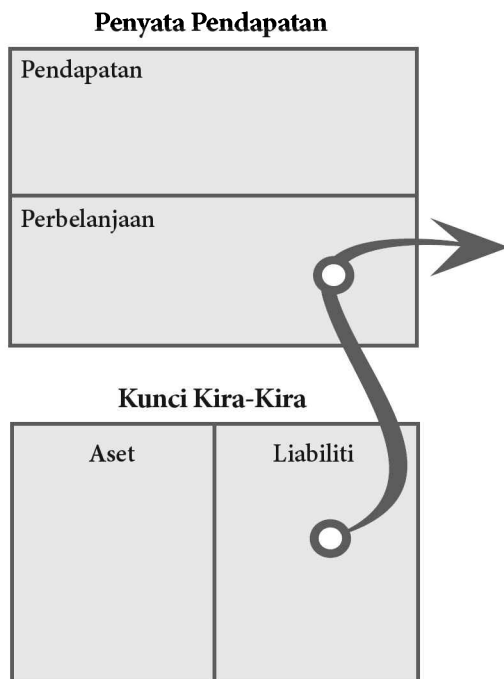 Penyata Pendapatan
Pendapatan
Perbelanjaan
Kunci Kira-Kira
Aset
Liabiliti